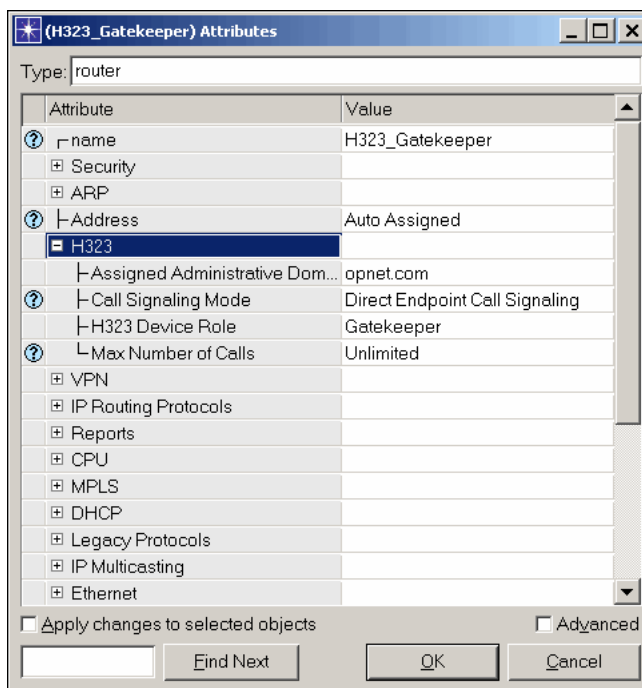 (H323_Gatekeeper) Attributes
Type: router
Attribute Value
name H323_Gatekeeper
Security
ARP
Address Auto Assigned
H323
Assigned Administrative Dom... opnet.com
Call Signaling Mode Direct Endpoint Call Signaling
H323 Device Role Gatekeeper
Max Number of Calls Unlimited
VPN
IP Routing Protocols
Reports
CPU
MPLS
DHCP
Legacy Protocols
IP Multicasting
Ethernet
Apply changes to selected objects Advanced
Find Next OK Cancel